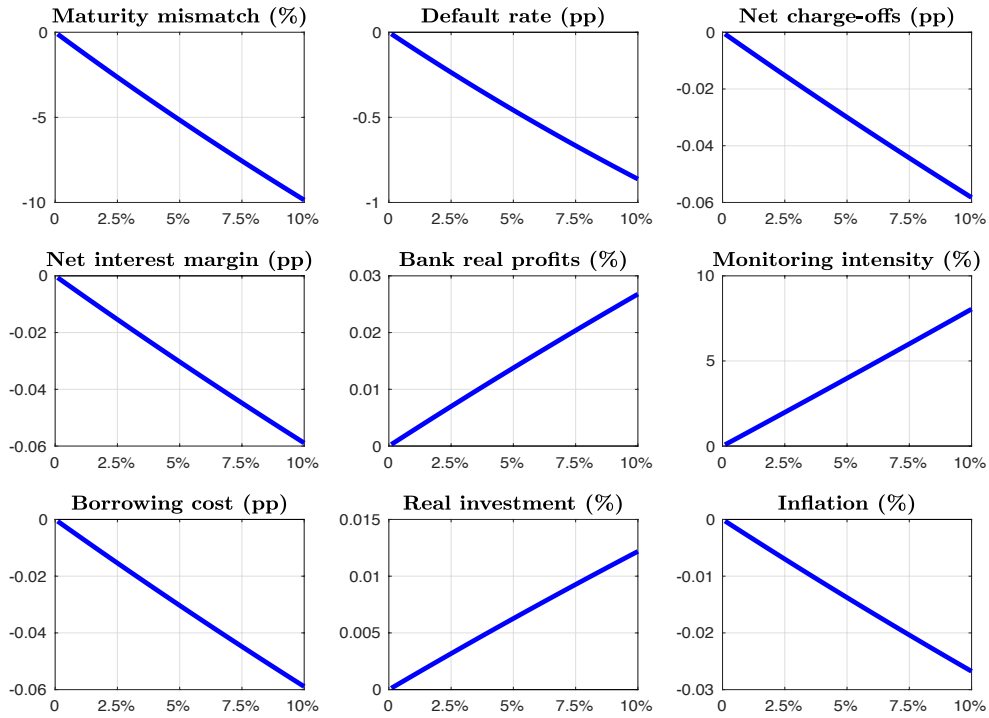 Maturity mismatch (%) Default rate (pp) Net charge-offs (pp)
0 0 0
-0.02
-5 -0.5
-0.04
-10 -1 -0.06
0 2.5% 5% 7.5% 10% 0 2.5% 5% 7.5% 10% 0 2.5% 5% 7.5% 10%
Net interest margin (pp) Bank real profits (%) Monitoring intensity (%)
0 0.03 10
-0.02 0.02
5
-0.04 0.01
-0.06 0 0
0 2.5% 5% 7.5% 10% 0 2.5% 5% 7.5% 10% 0 2.5% 5% 7.5% 10%
Borrowing cost (pp) Real investment (%) Inflation (%)
0 0.015 0
-0.02 0.01 -0.01
-0.04 0.005 -0.02
-0.06 0 -0.03
0 2.5% 5% 7.5% 10% 0 2.5% 5% 7.5% 10% 0 2.5% 5% 7.5% 10%